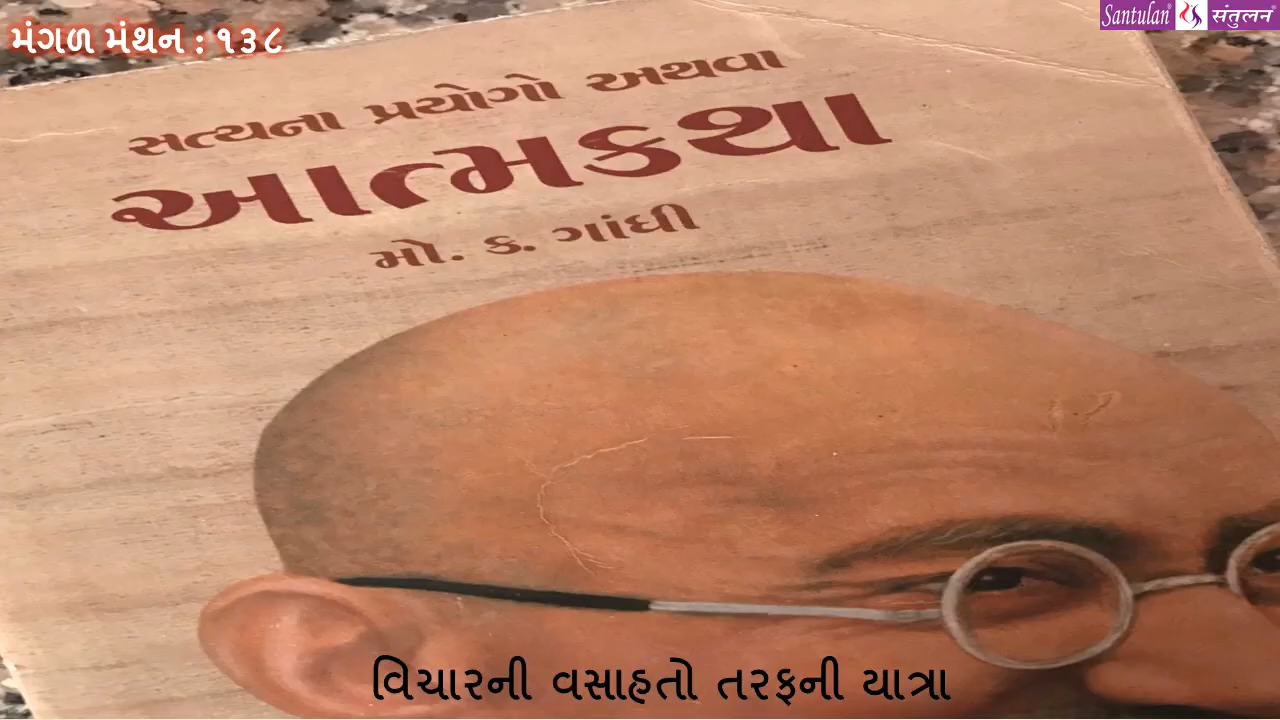 મંગળ મંથન : ૧૩૮
Santulan® સંતુલન®
સત્યના પ્રયોગો અથવા
આત્મકથા
મો. ક. ગાંધી
વિચારની વસાહતો તરફની યાત્રા